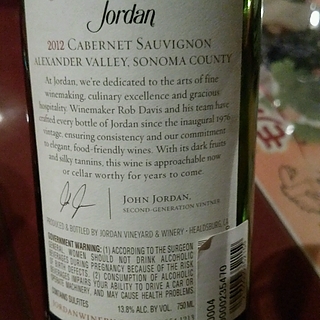 Jordan
2012 CABERNET SAUVIGNON
ALEXANDER VALLEY, SONOMA COUNTY
At Jordan, we're dedicated to the arts of fine
winemaking, culinary excellence and gracious
hospitality. Winemaker Rob Davis and his team have
crafted every bottle of Jordan since the inaugural 1976
vintage, ensuring consistency and our commitment
to elegant, food-friendly wines. With its dark fruits
and silky tannins, this wine is approachable now
or cellar worthy for years to come.
JOHN JORDAN,
SECOND-GENERATION VINTNER
PRODUCED & BOTTLED BY JORDAN VINEYARD & WINERY • HEALDSBURG, CA
GOVERNMENT WARNING: (1) ACCORDING TO THE SURGEON
GENERAL, WOMEN SHOULD NOT DRINK ALCOHOLIC
BEVERAGES DURING PREGNANCY BECAUSE OF THE RISK
OF BIRTH DEFECTS. (2) CONSUMPTION OF ALCOHOLIC
BEVERAGES IMPAIRS YOUR ABILITY TO DRIVE A CAR OR
OPERATE MACHINERY, AND MAY CAUSE HEALTH PROBLEMS.
CONTAINS SULFITES 13.8% ALC. BY VOL. 750 ML
JORDANWINERY